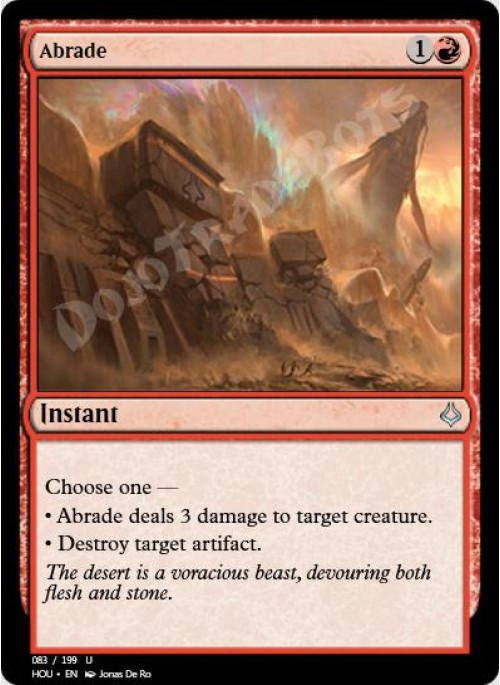 Abrade
1
DOJOTRADEBOTS
Instant
Choose one —
• Abrade deals 3 damage to target creature.
• Destroy target artifact.
The desert is a voracious beast, devouring both
flesh and stone.
083 / 199 U
HOU • EN Jonas De Ro